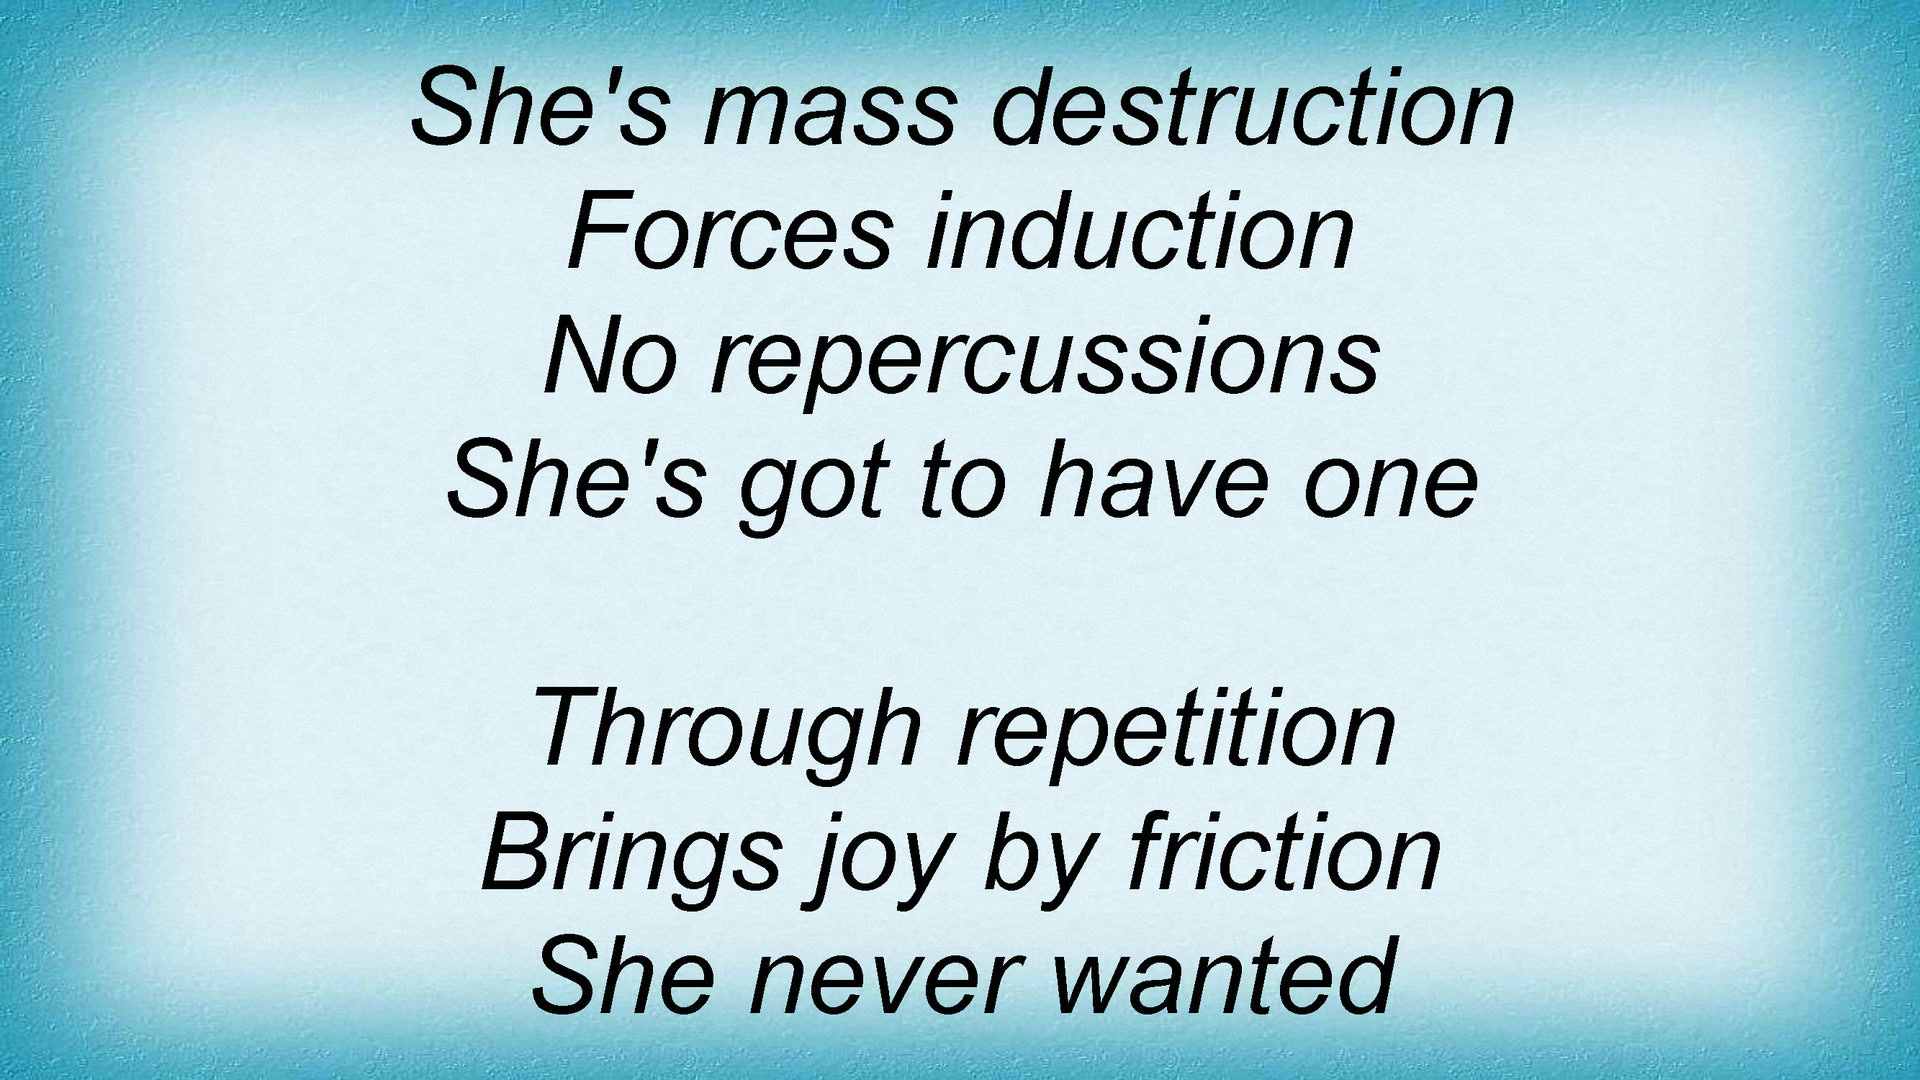 She's mass destruction
Forces induction
No repercussions
She's got to have one
Through repetition
Brings joy by friction
She never wanted